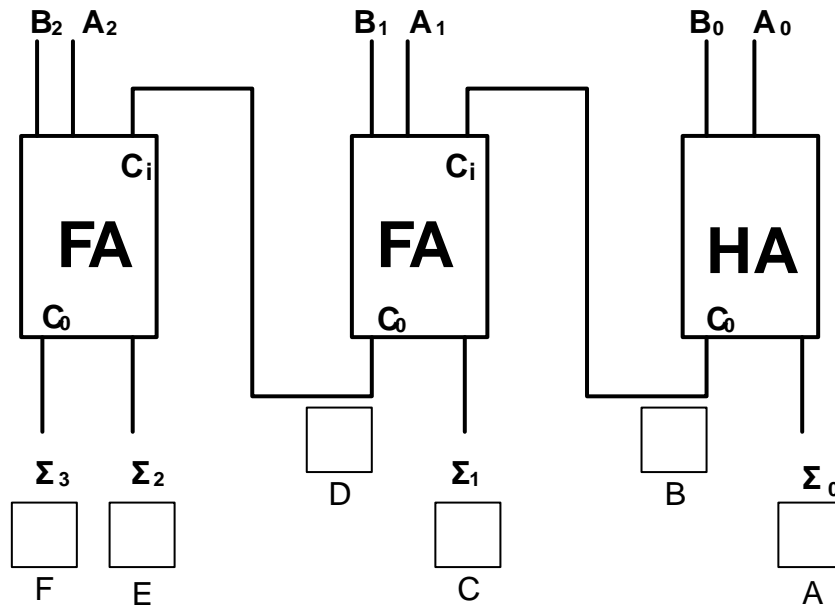 B₂ A₂ B₁ A₁ B₀ A₀
Cᵢ Cᵢ
FA FA HA
C₀ C₀ C₀
Σ₃ Σ₂ D Σ₁ B Σ₀
F E C A